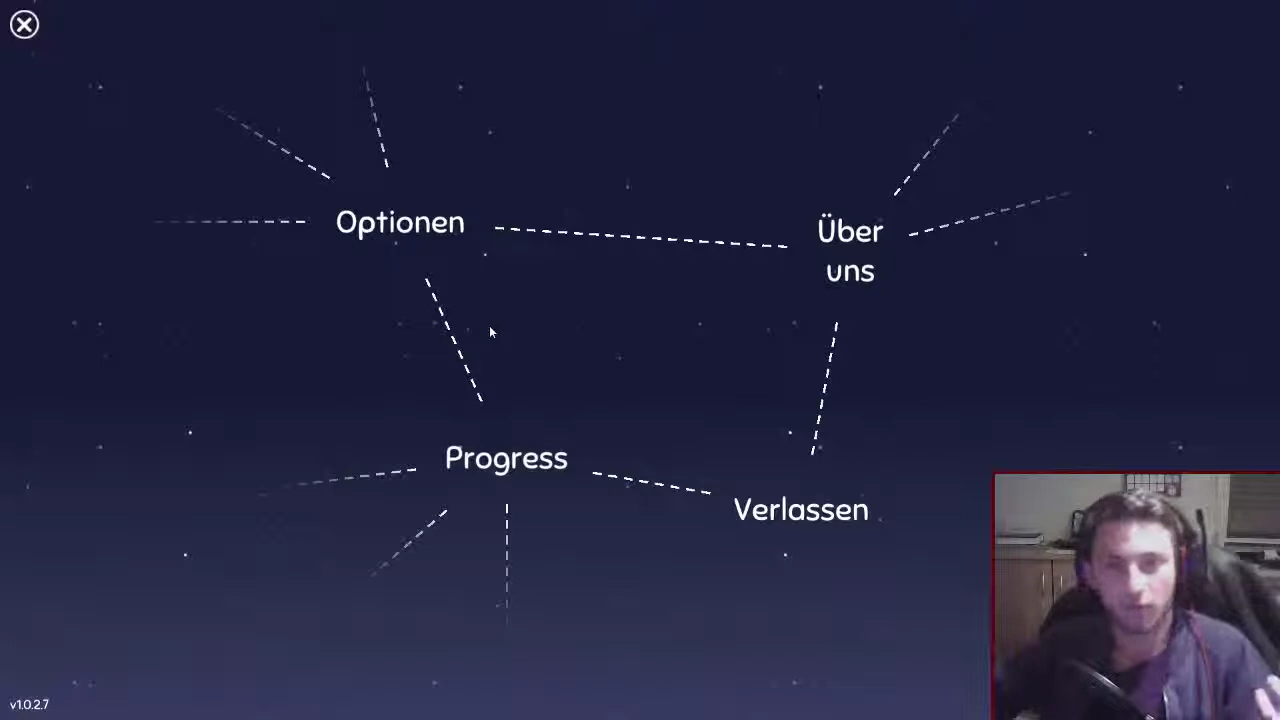 Optionen
Über
uns
Progress
Verlassen
v1.0.2.7